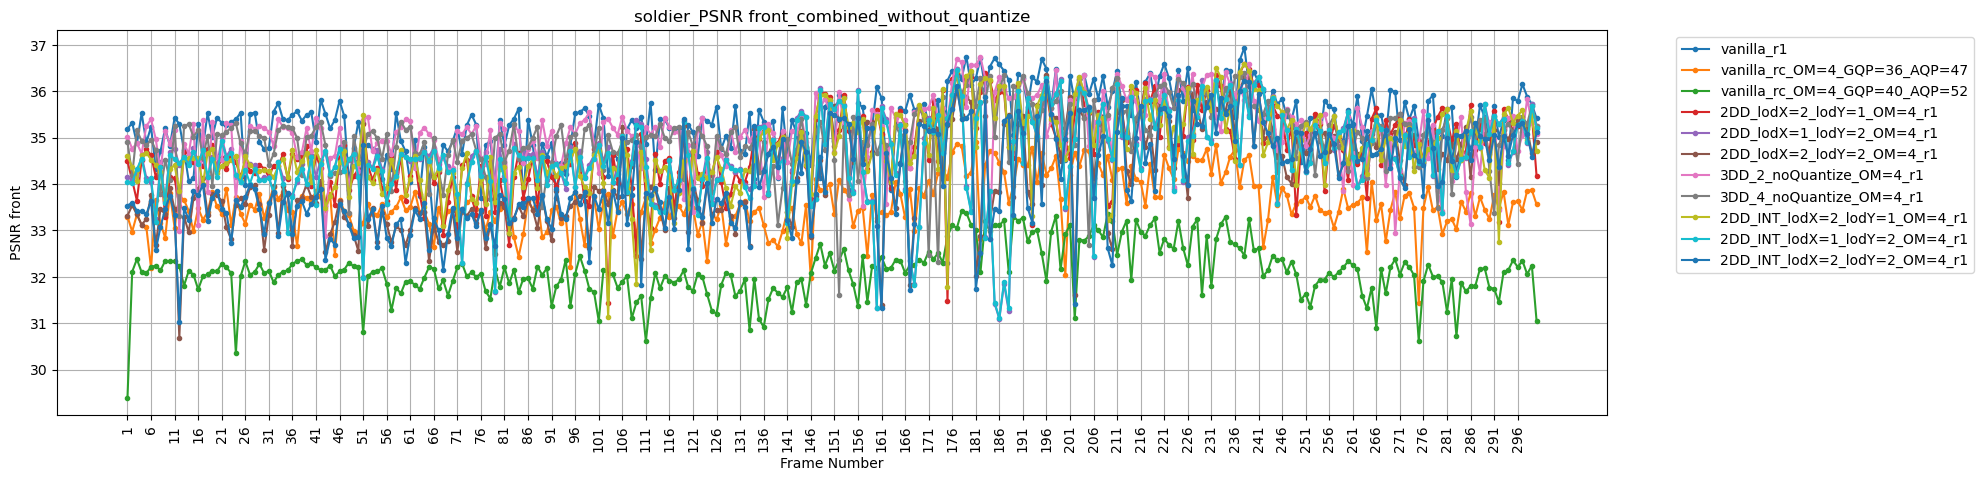 soldier_PSNR front_combined_without_quantize
PSNR front
37
36
35
34
33
32
31
30
1 6 11 16 21 26 31 36 41 46 51 56 61 66 71 76 81 86 91 96 101 106 111 116 121 126 131 136 141 146 151 156 161 166 171 176 181 186 191 196 201 206 211 216 221 226 231 236 241 246 251 256 261 266 271 276 281 286 291 296
Frame Number
vanilla_r1
vanilla_rc_OM=4_GQP=36_AQP=47
vanilla_rc_OM=4_GQP=40_AQP=52
2DD_lodX=2_lodY=1_OM=4_r1
2DD_lodX=1_lodY=2_OM=4_r1
2DD_lodX=2_lodY=2_OM=4_r1
3DD_2_noQuantize_OM=4_r1
3DD_4_noQuantize_OM=4_r1
2DD_INT_lodX=2_lodY=1_OM=4_r1
2DD_INT_lodX=1_lodY=2_OM=4_r1
2DD_INT_lodX=2_lodY=2_OM=4_r1